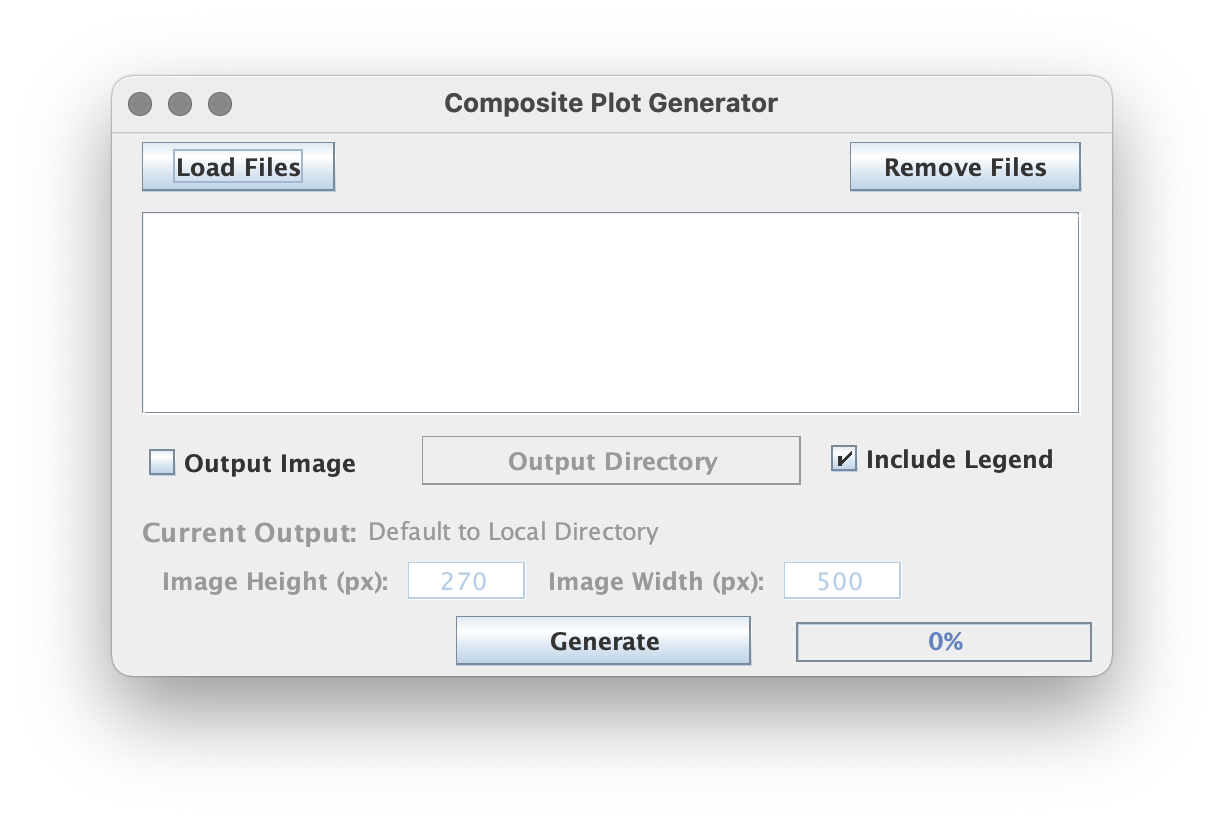 Composite Plot Generator
Load Files Remove Files
Output Image Output Directory Include Legend
Current Output: Default to Local Directory
Image Height (px): 270 Image Width (px): 500
Generate 0%